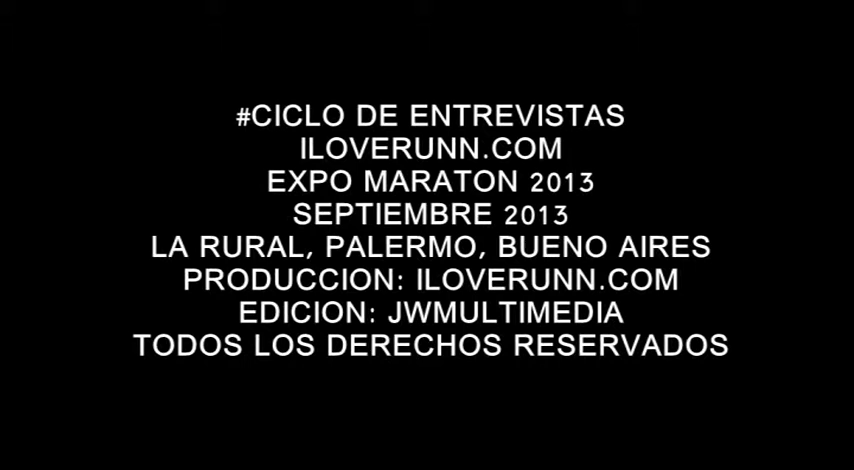 #CICLO DE ENTREVISTAS
ILOVERUNN.COM
EXPO MARATON 2013
SEPTIEMBRE 2013
LA RURAL, PALERMO, BUENO AIRES
PRODUCCION: ILOVERUNN.COM
EDICION: JWMULTIMEDIA
TODOS LOS DERECHOS RESERVADOS